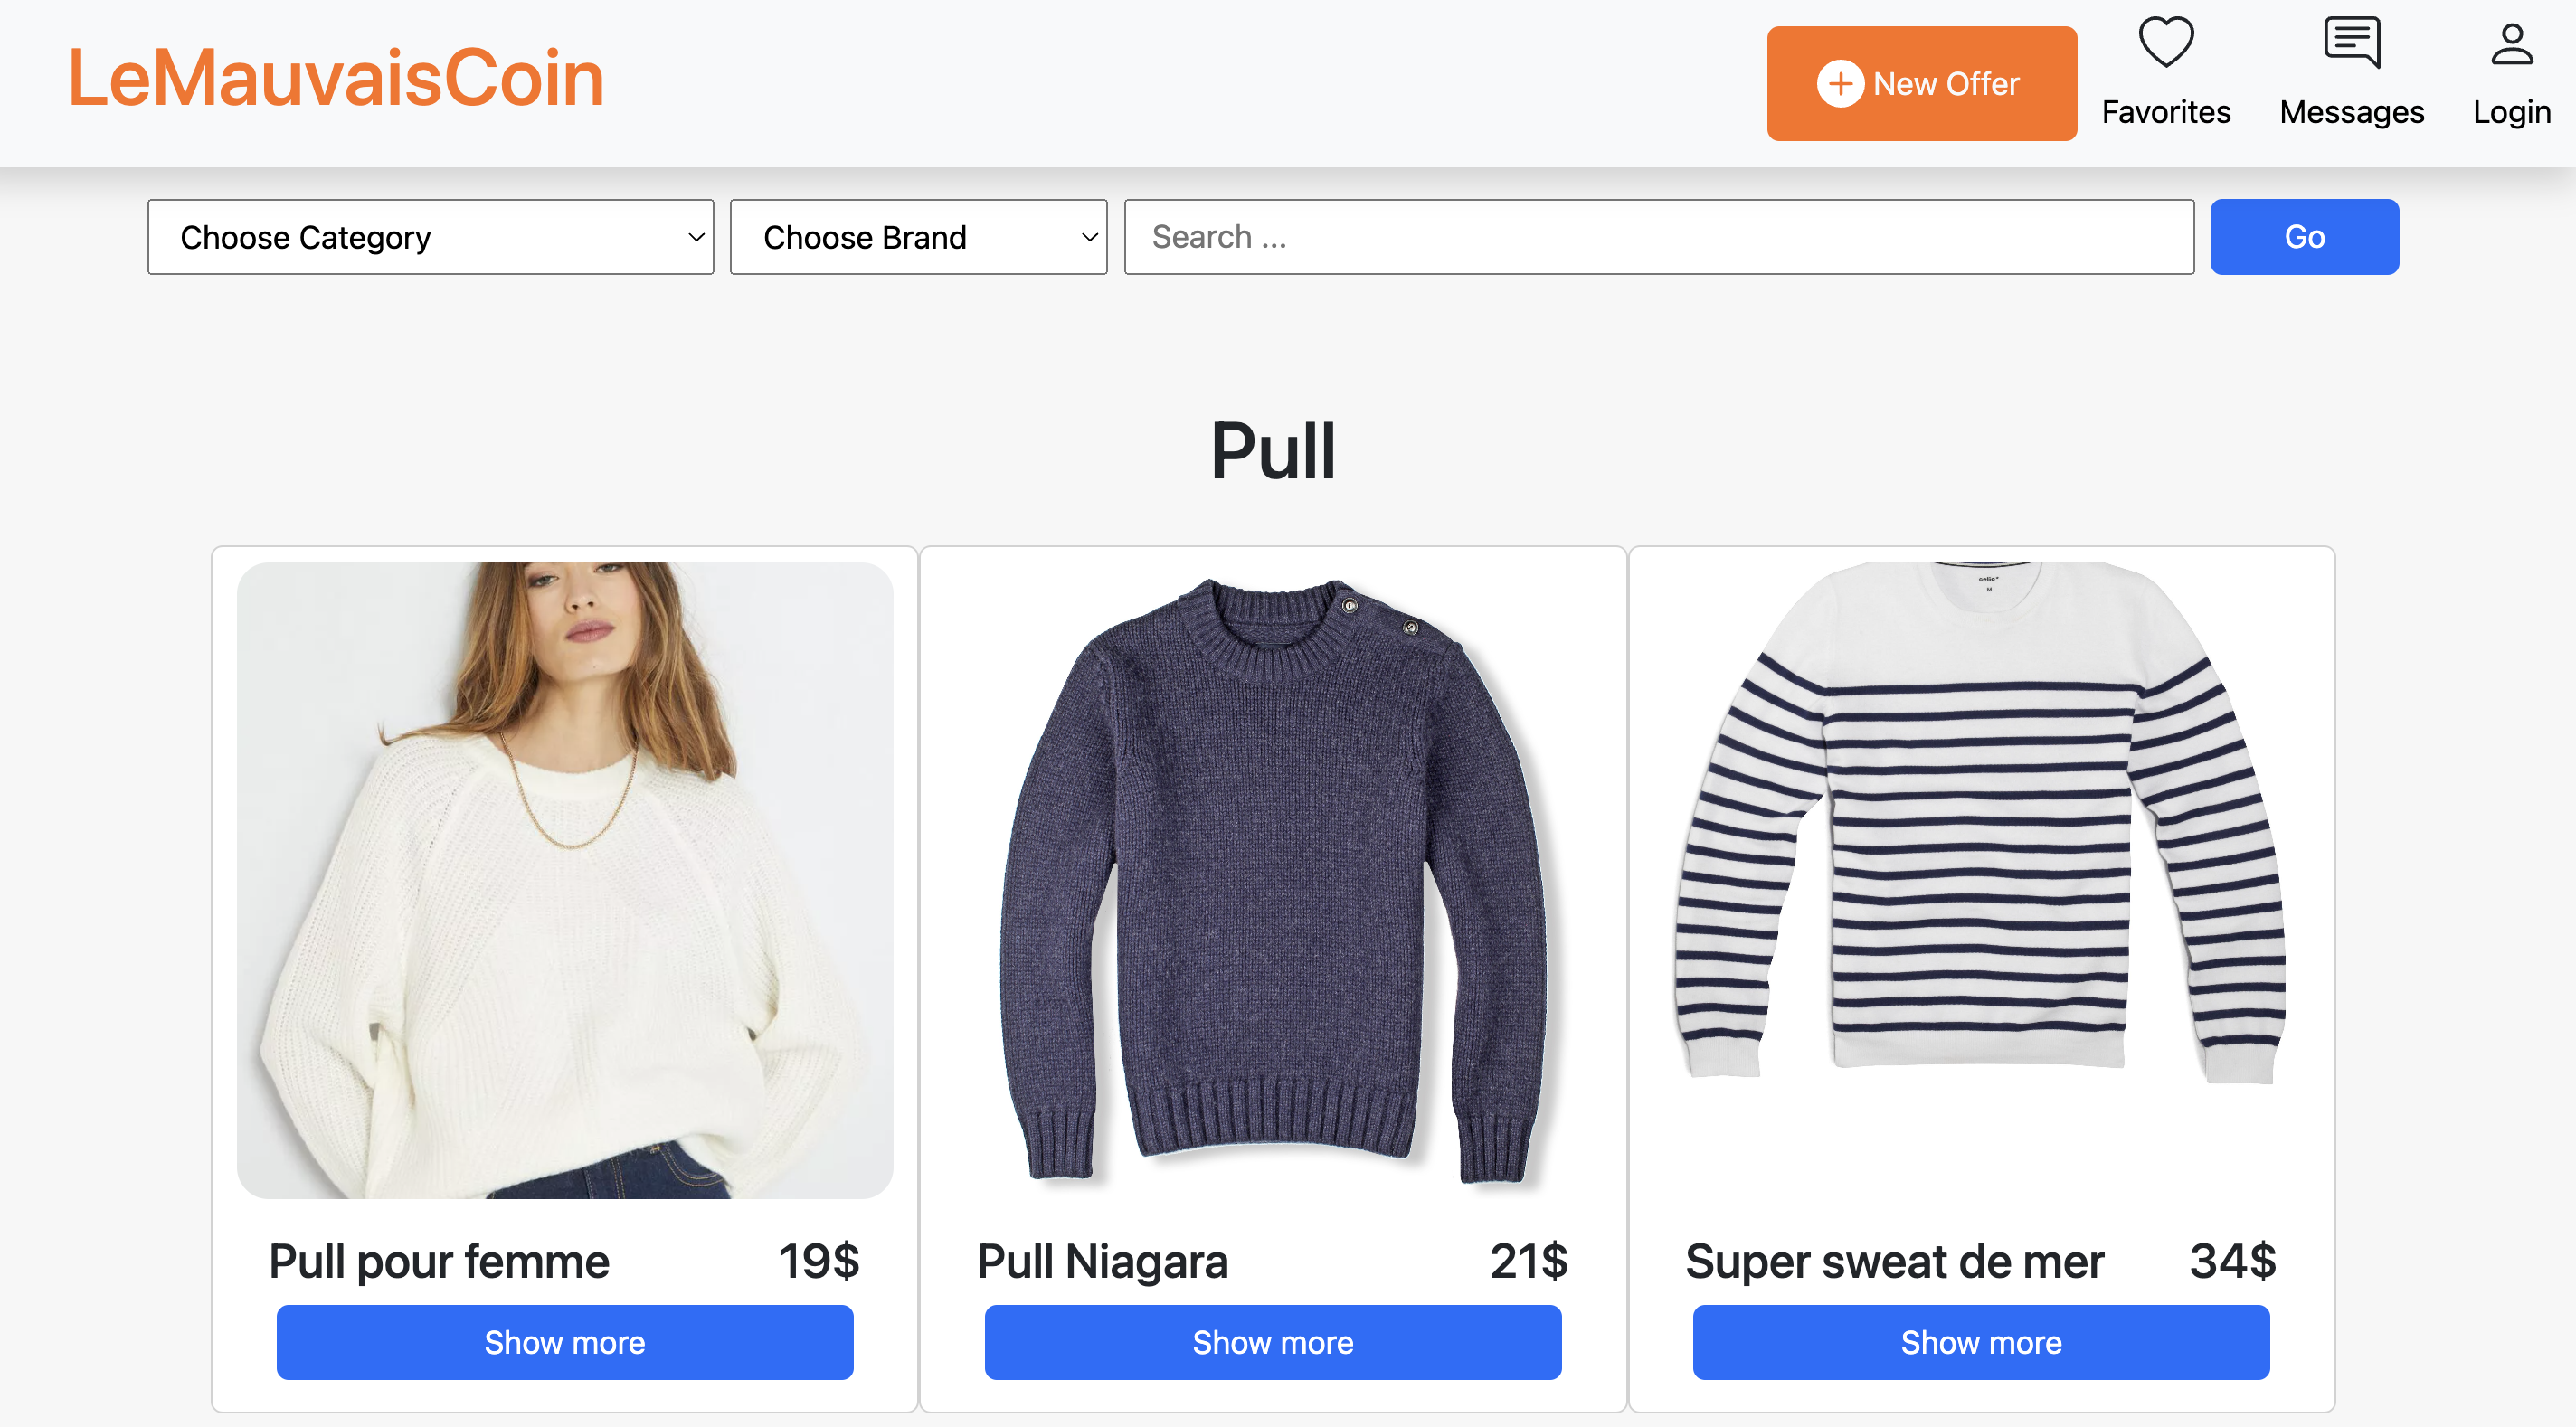 LeMauvaisCoin
New Offer
Favorites
Messages
Login
Choose Category
Choose Brand
Search ...
Go
Pull
celio*
M
Pull pour femme 19$
Show more
Pull Niagara 21$
Show more
Super sweat de mer 34$
Show more